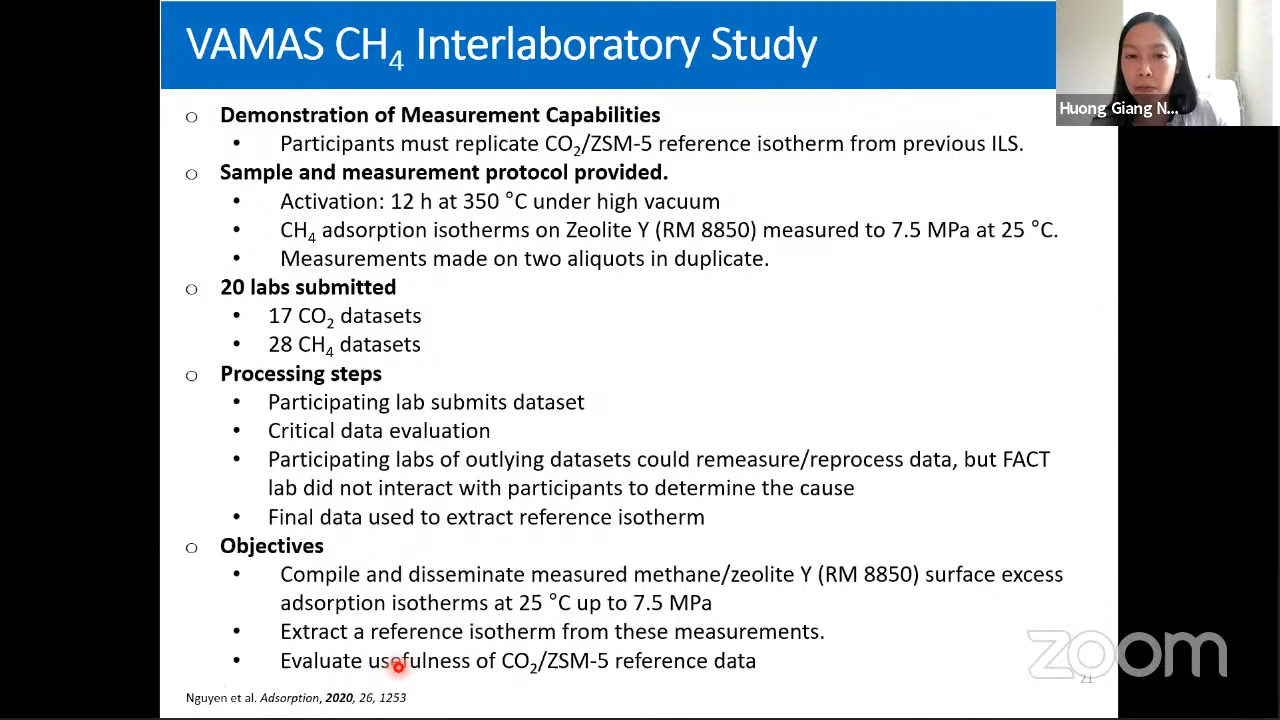 VAMAS CH4 Interlaboratory Study
Huong Giang N...
o Demonstration of Measurement Capabilities
• Participants must replicate CO2/ZSM-5 reference isotherm from previous ILS.
o Sample and measurement protocol provided.
• Activation: 12 h at 350 °C under high vacuum
• CH4 adsorption isotherms on Zeolite Y (RM 8850) measured to 7.5 MPa at 25 °C.
• Measurements made on two aliquots in duplicate.
o 20 labs submitted
• 17 CO2 datasets
• 28 CH4 datasets
o Processing steps
• Participating lab submits dataset
• Critical data evaluation
• Participating labs of outlying datasets could remeasure/reprocess data, but FACT
lab did not interact with participants to determine the cause
• Final data used to extract reference isotherm
o Objectives
• Compile and disseminate measured methane/zeolite Y (RM 8850) surface excess
adsorption isotherms at 25 °C up to 7.5 MPa
• Extract a reference isotherm from these measurements.
• Evaluate usefulness of CO2/ZSM-5 reference data
zoom
21
Nguyen et al. Adsorption, 2020, 26, 1253